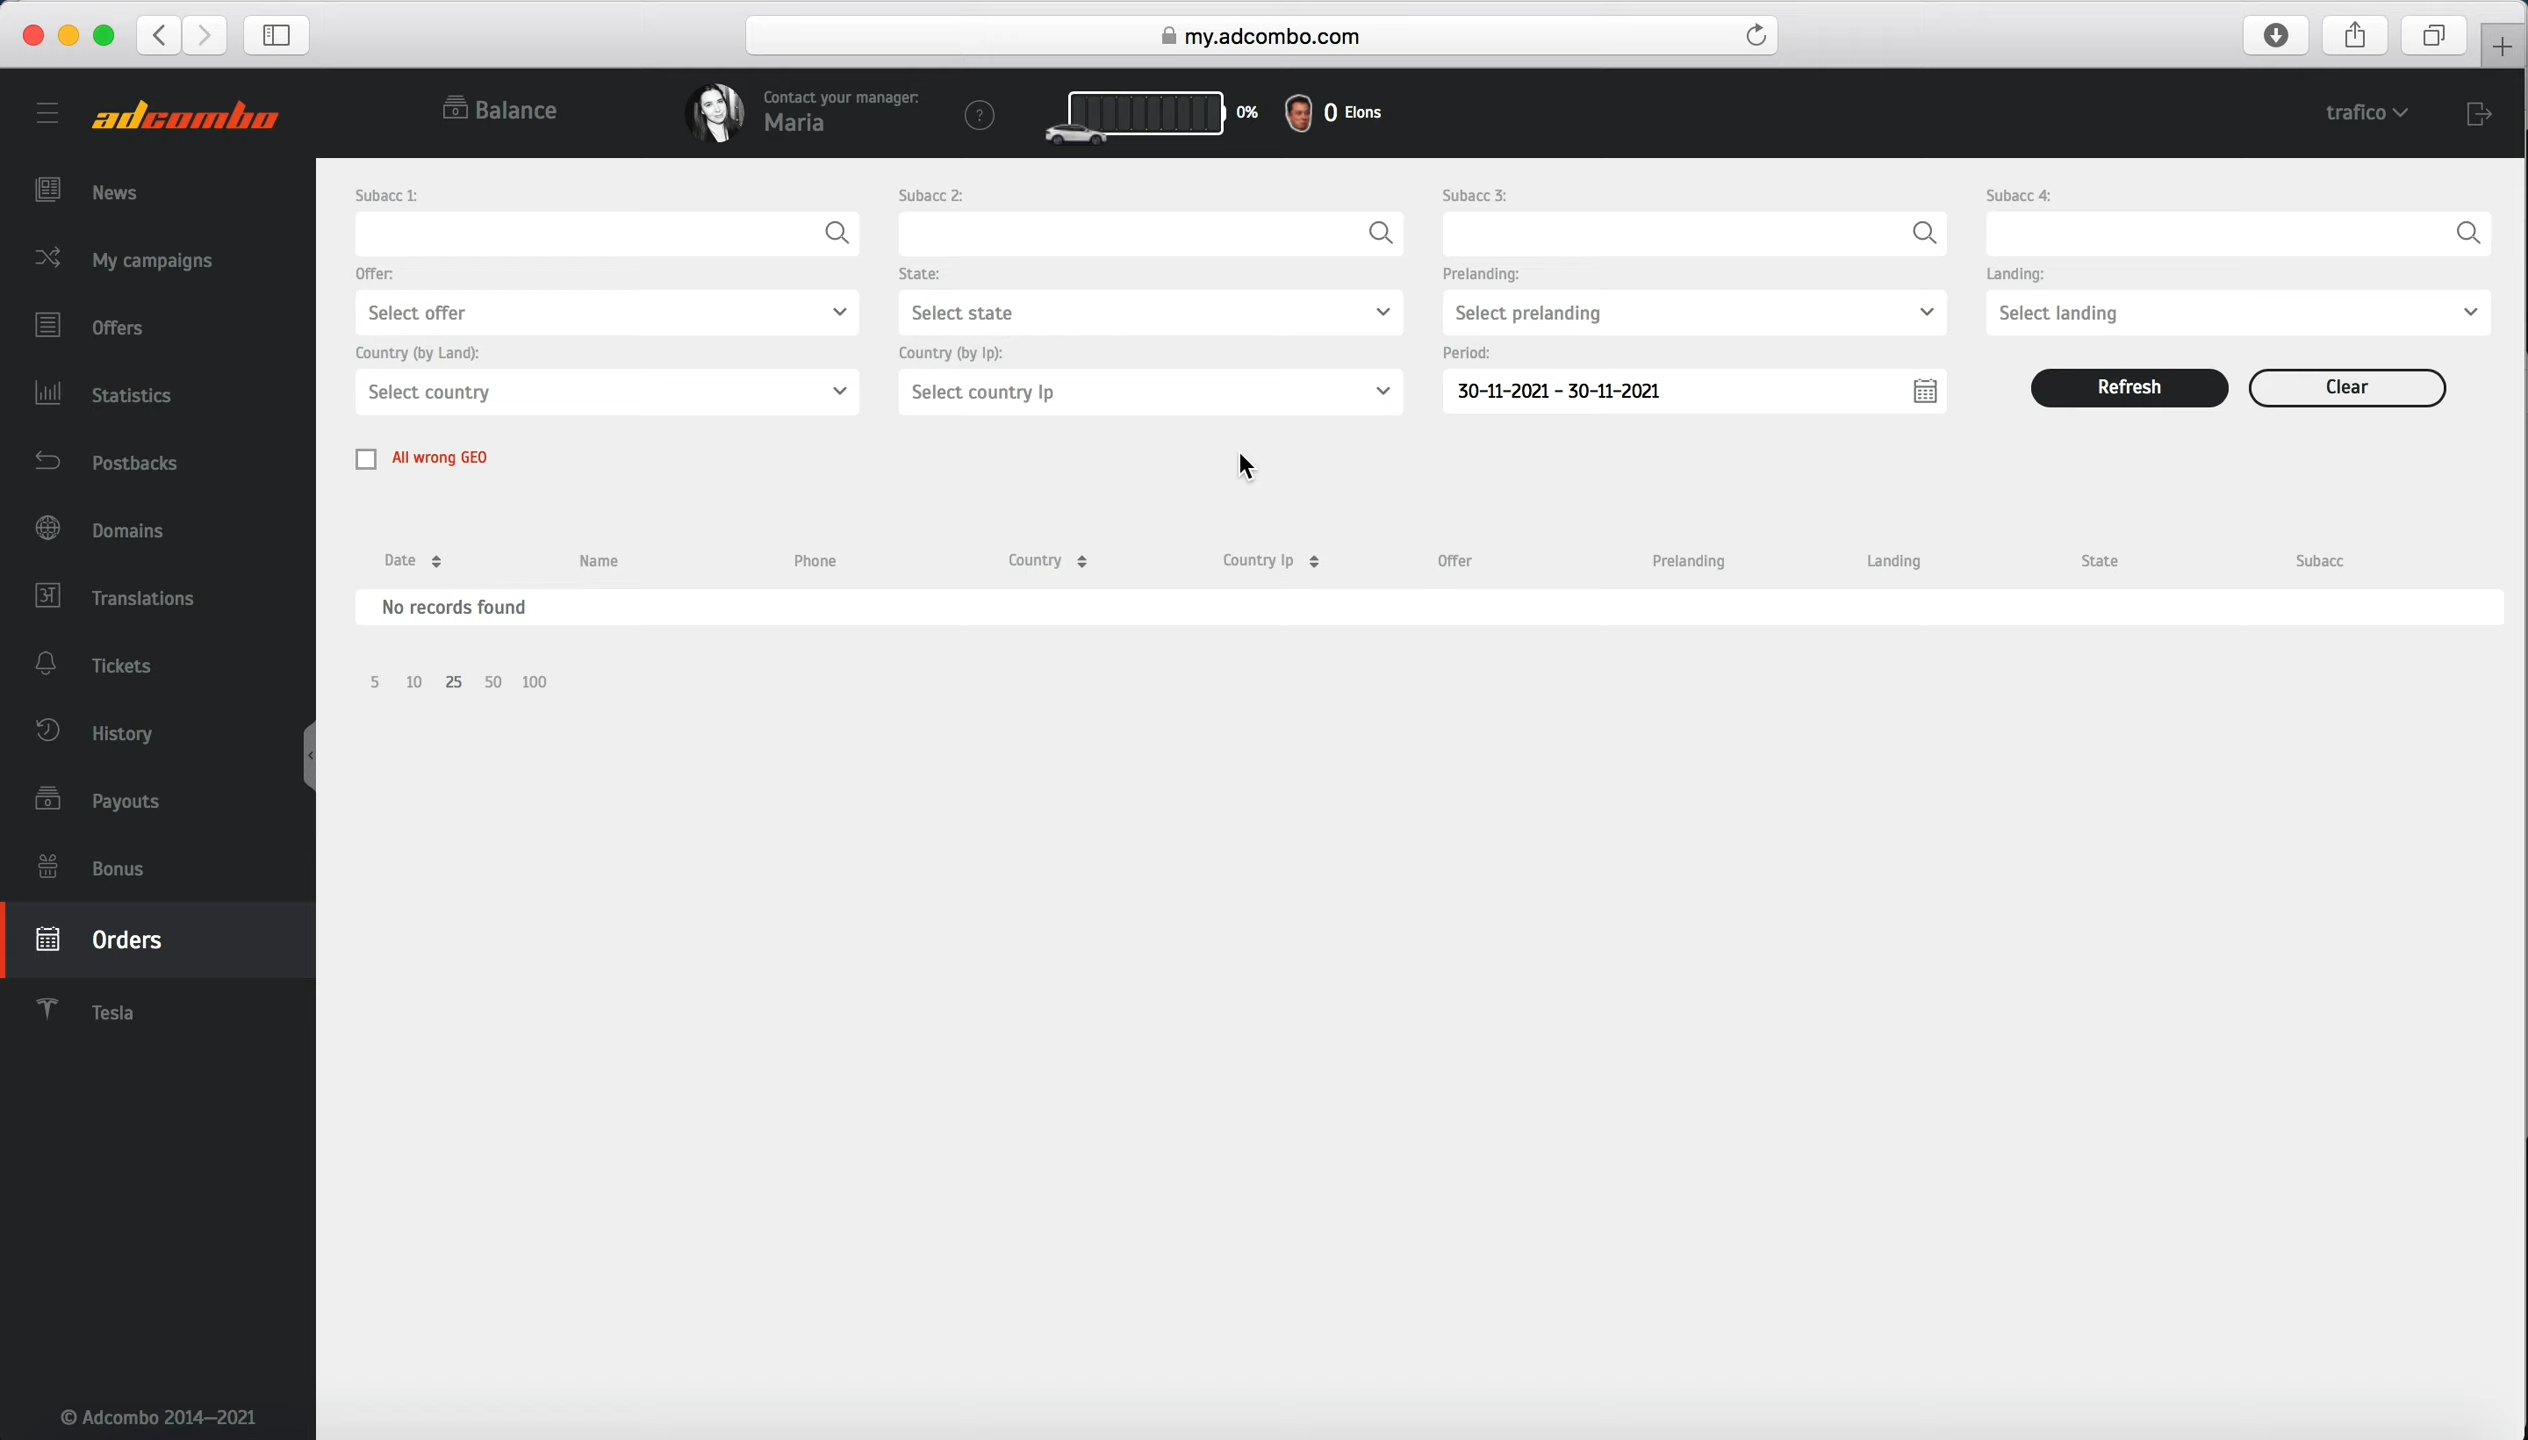 my.adcombo.com
adcombo
Balance
Contact your manager:
Maria
?
0%
0 Elons
trafico
News
My campaigns
Offers
Statistics
Postbacks
Domains
Translations
Tickets
History
Payouts
Bonus
Orders
Tesla
© Adcombo 2014—2021
Subacc 1:
Subacc 2:
Subacc 3:
Subacc 4:
Offer:
State:
Prelanding:
Landing:
Select offer
Select state
Select prelanding
Select landing
Country (by Land):
Country (by Ip):
Period:
Select country
Select country Ip
30-11-2021 - 30-11-2021
Refresh
Clear
All wrong GEO
Date Name Phone Country Country Ip Offer Prelanding Landing State Subacc
No records found
5 10 25 50 100